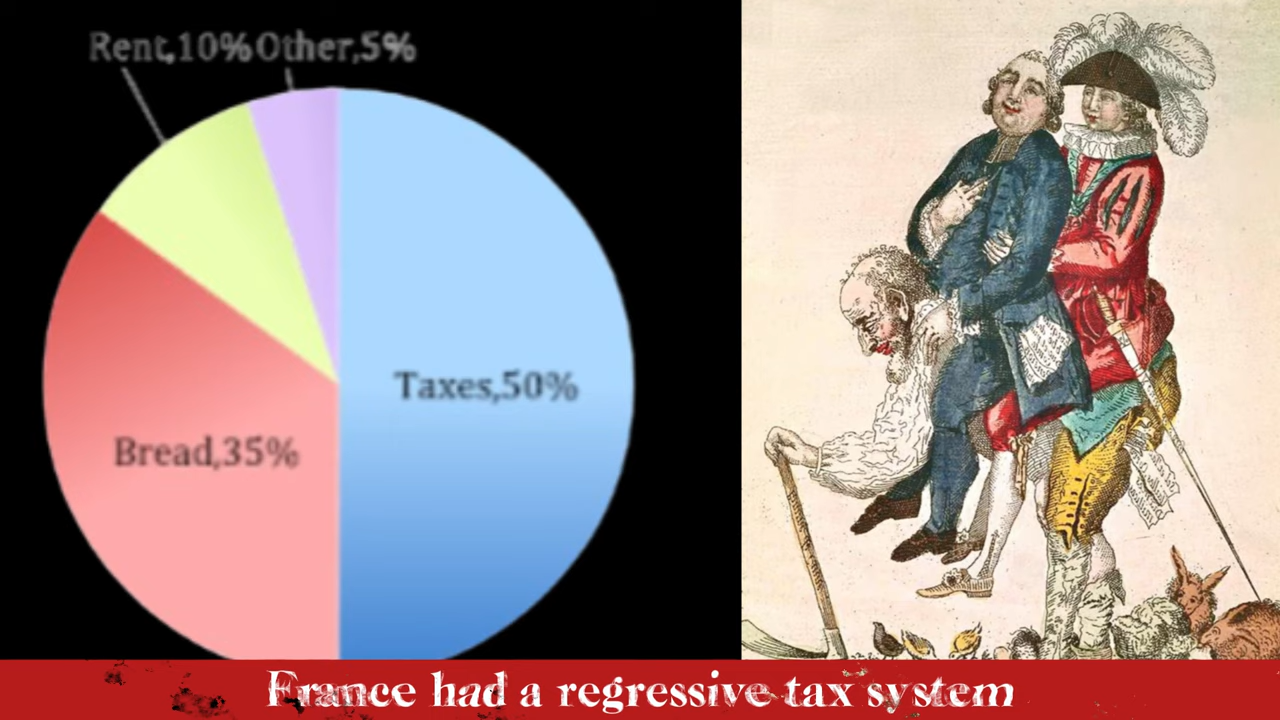 Rent,10% Other,5%
Taxes,50%
Bread,35%
France had a regressive tax system